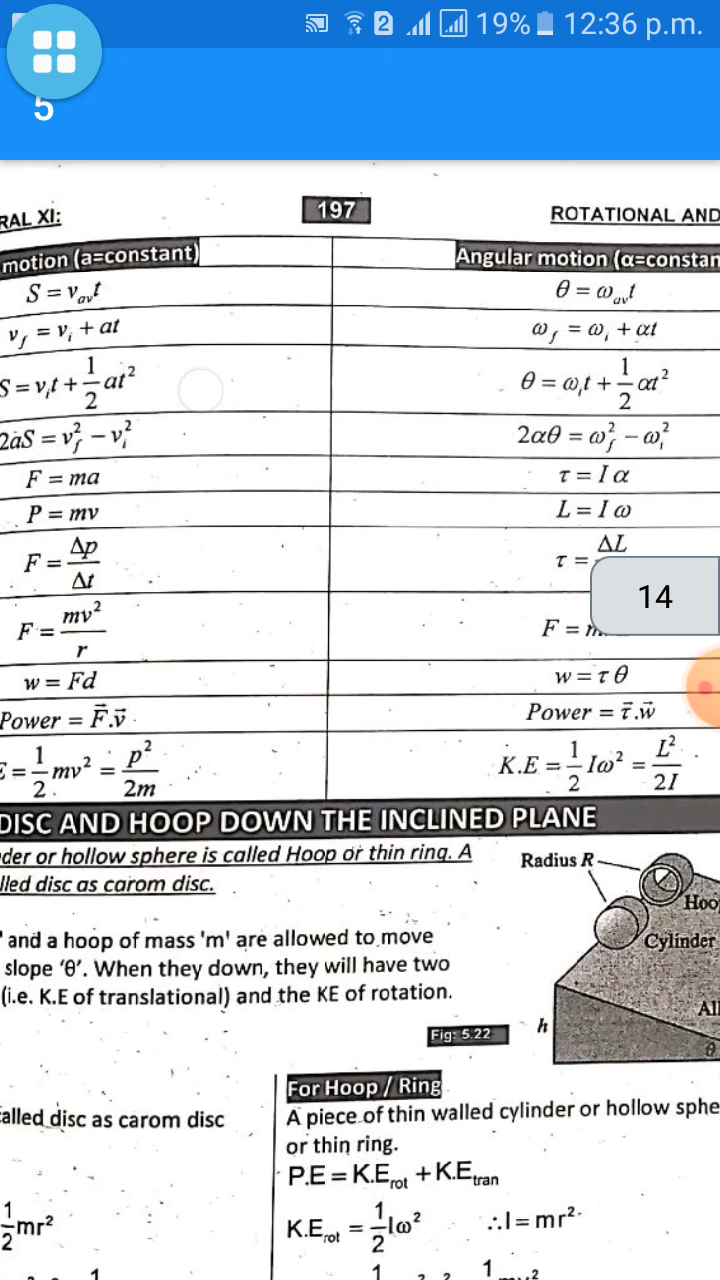 19% 12:36 p.m.
2
5
RAL XI:
197
ROTATIONAL AND
motion (a=constant)
Angular motion (α=constan
S = v_av t
θ = ω_av t
v_f = v_i + at
ω_f = ω_i + αt
S = v_i t + 1/2 at²
θ = ω_i t + 1/2 αt²
2aS = v_f² − v_i²
2αθ = ω_f² − ω_i²
F = ma
τ = I α
P = mv
L = I ω
F = Δp/Δt
τ = ΔL
14
F = mv²/r
F =
w = Fd
w = τ θ
Power = F⃗.v⃗
Power = τ⃗.w⃗
E = 1/2 mv² = p²/2m
K.E = 1/2 Iω² = L²/2I
DISC AND HOOP DOWN THE INCLINED PLANE
der or hollow sphere is called Hoop or thin ring. A
lled disc as carom disc.
Radius R
Hoo
Cylinder
All
h
θ
' and a hoop of mass 'm' are allowed to move
slope 'θ'. When they down, they will have two
(i.e. K.E of translational) and the KE of rotation.
Fig: 5.22
alled disc as carom disc
1/2 mr²
1
For Hoop / Ring
A piece of thin walled cylinder or hollow sphe
or thin ring.
P.E = K.E_rot + K.E_tran
K.E_rot = 1/2 Iω² ∴I = mr²